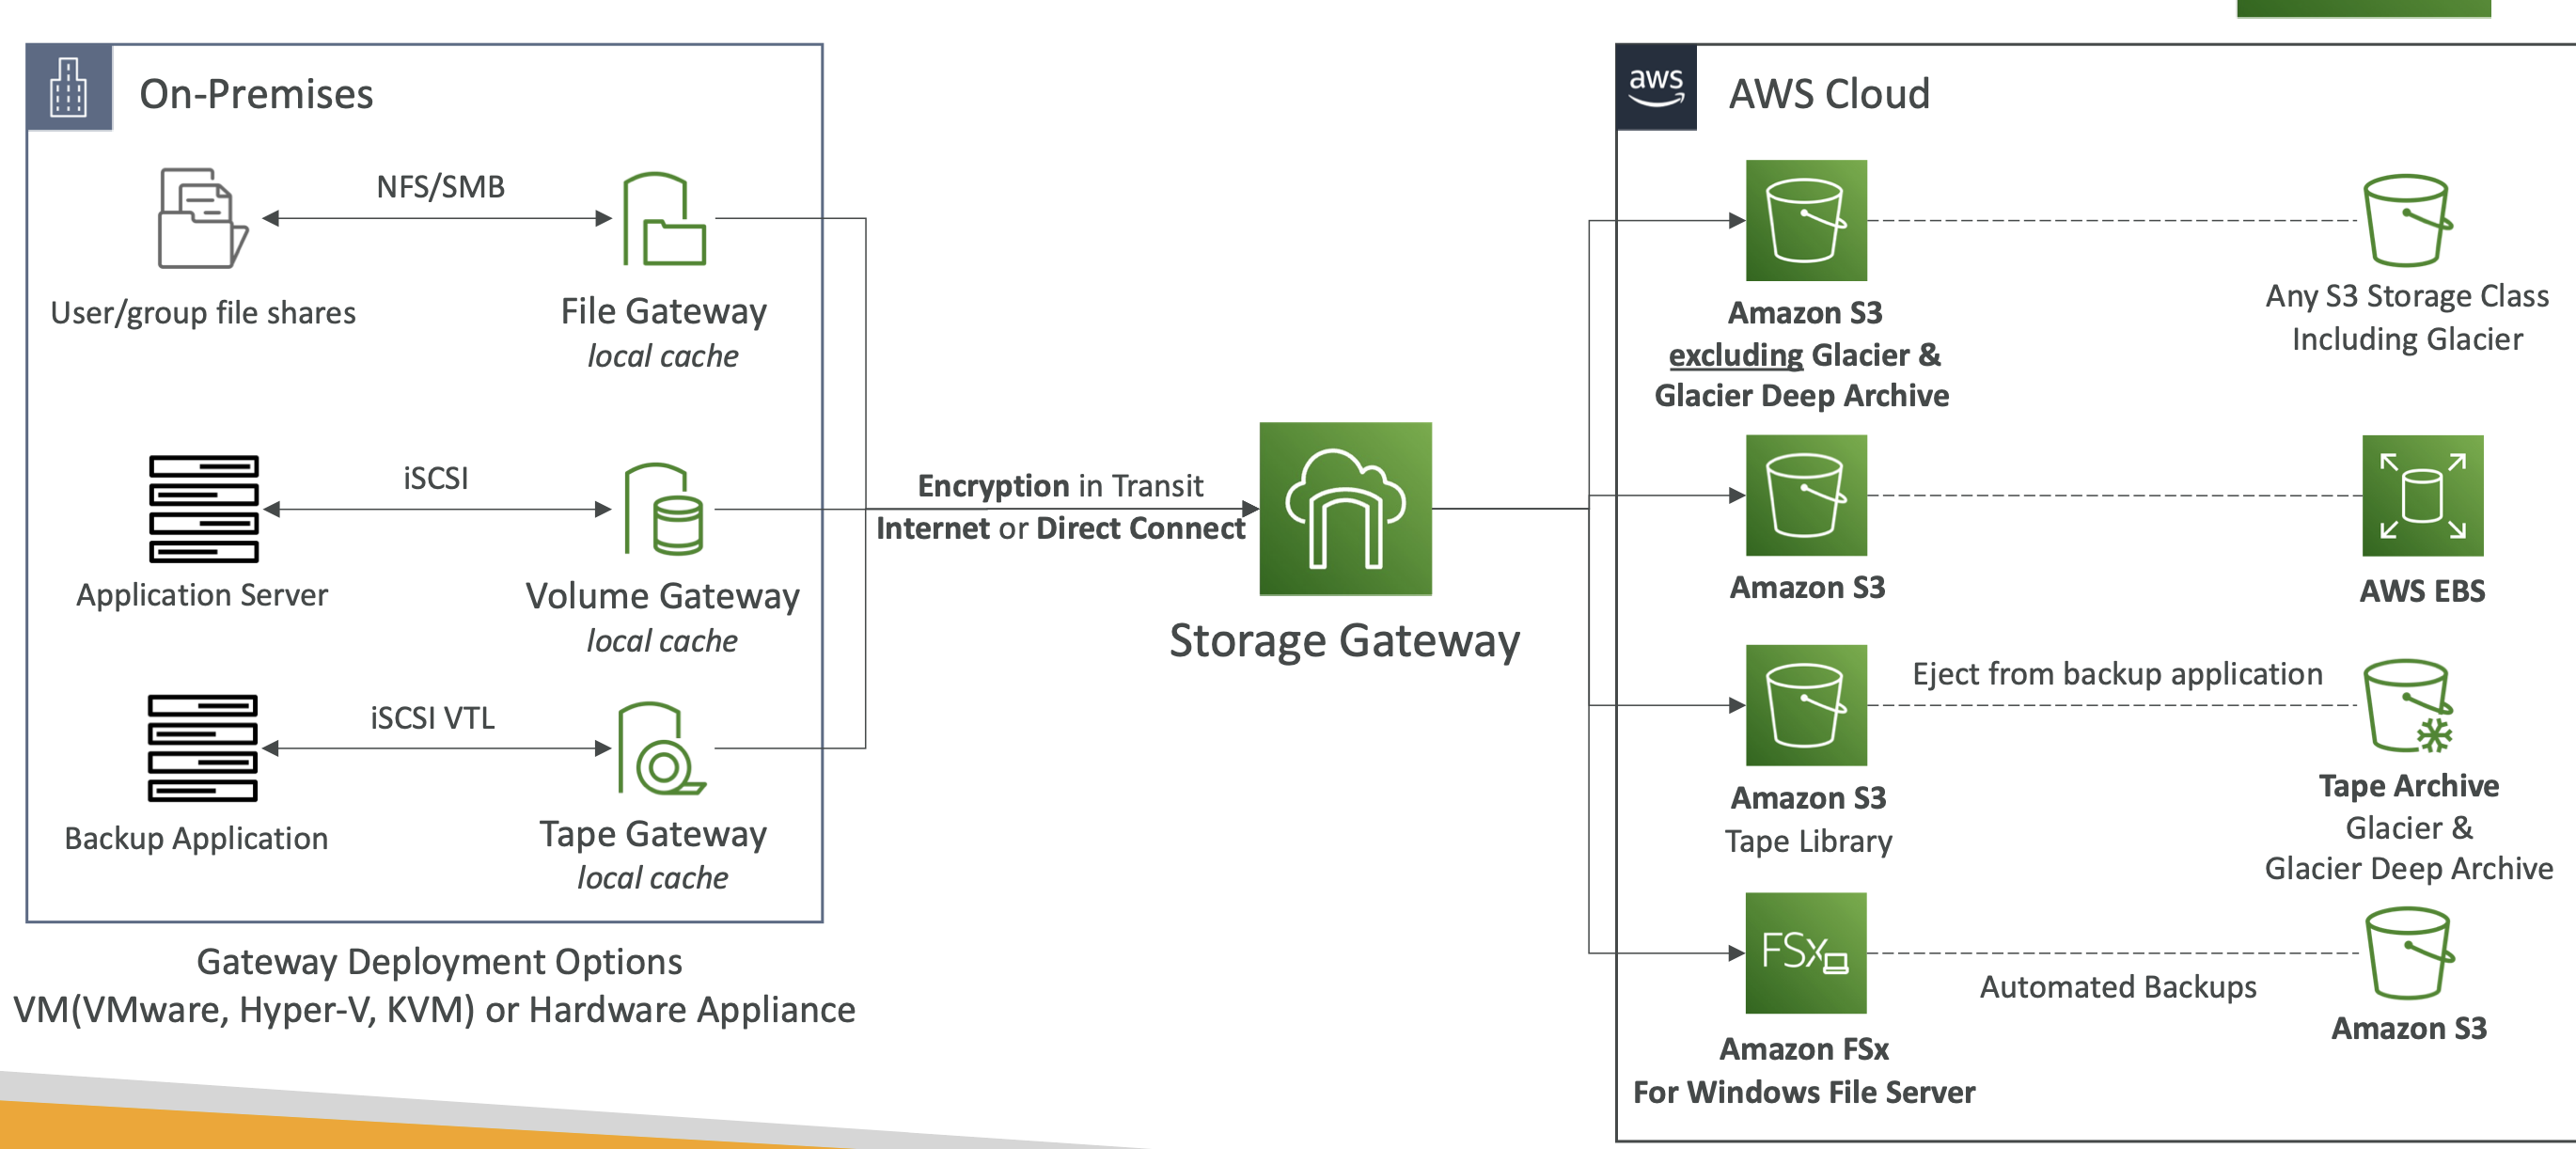 On-Premises
NFS/SMB
User/group file shares
File Gateway
local cache
iSCSI
Application Server
Volume Gateway
local cache
iSCSI VTL
Backup Application
Tape Gateway
local cache
Gateway Deployment Options
VM(VMware, Hyper-V, KVM) or Hardware Appliance
Encryption in Transit
Internet or Direct Connect
Storage Gateway
aws
AWS Cloud
Amazon S3
excluding Glacier &
Glacier Deep Archive
Any S3 Storage Class
Including Glacier
Amazon S3
AWS EBS
Amazon S3
Tape Library
Eject from backup application
Tape Archive
Glacier &
Glacier Deep Archive
FSx
Amazon FSx
For Windows File Server
Automated Backups
Amazon S3